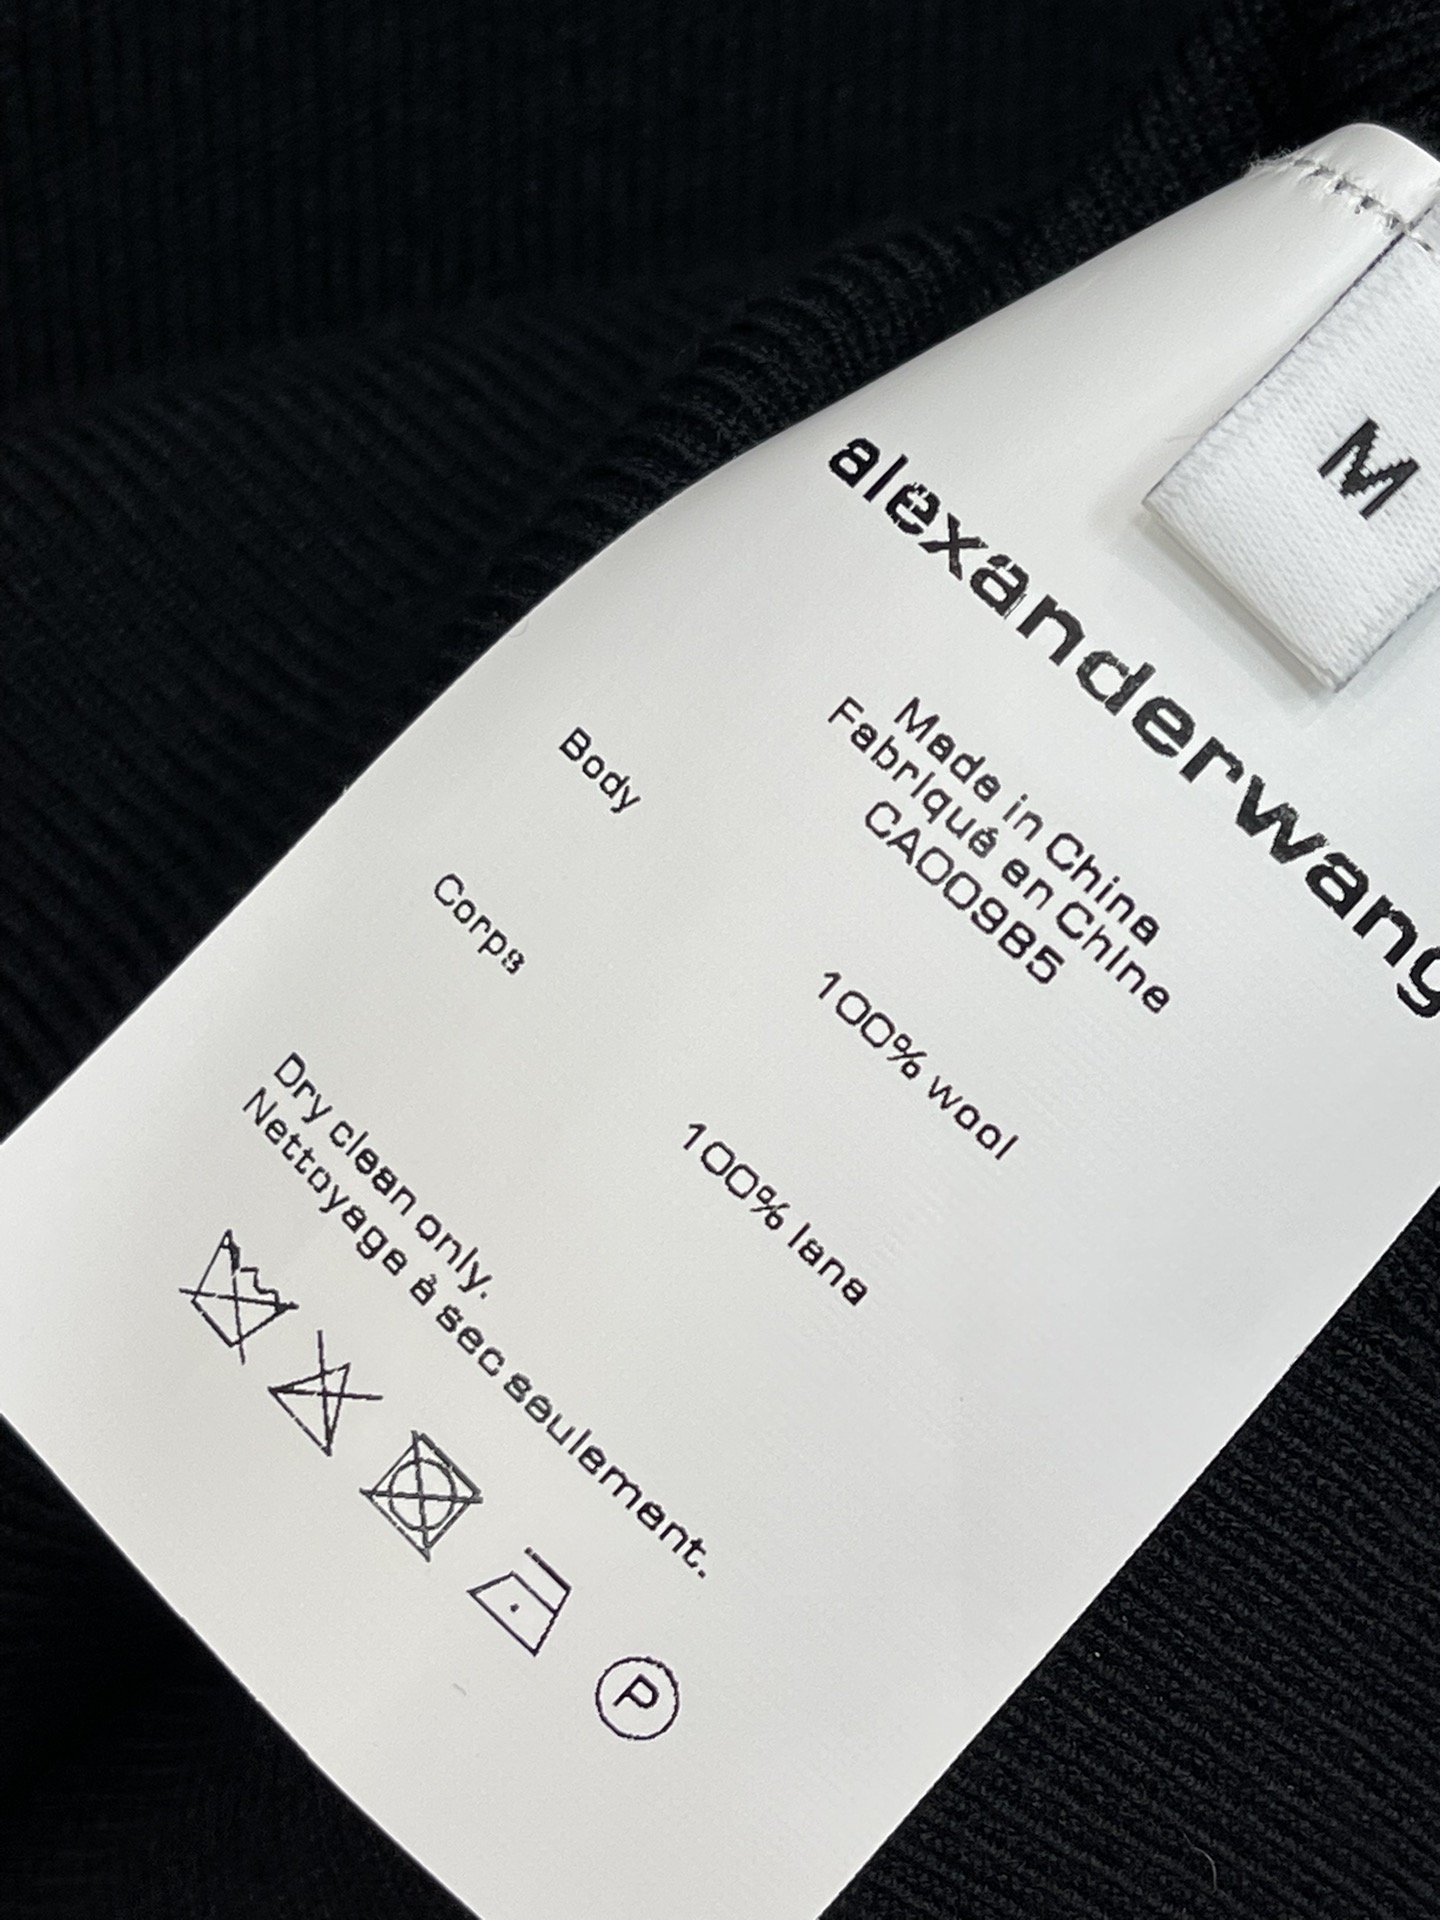 M
alexanderwang
Made in China
Fabriqué en Chine
CA00985
Body
100% wool
Corps
100% lana
Dry clean only.
Nettoyage à sec seulement.
P